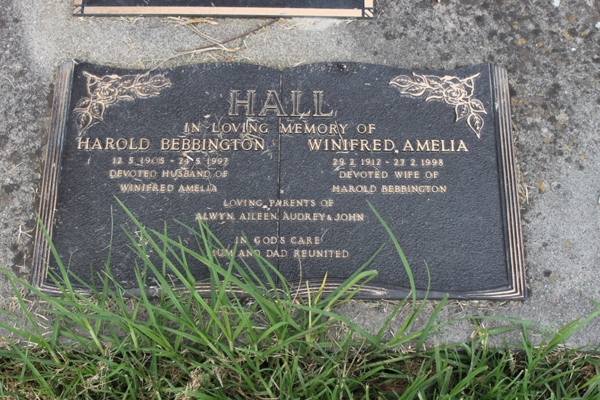 HALL
IN LOVING MEMORY OF
HAROLD BEBBINGTON WINIFRED AMELIA
12.5.1905 - 24.5.1997 29.2.1912 - 27.2.1998
DEVOTED HUSBAND OF DEVOTED WIFE OF
WINIFRED AMELIA HAROLD BEBBINGTON
LOVING PARENTS OF
ALWYN, AILEEN, AUDREY & JOHN
IN GOD'S CARE
MUM AND DAD REUNITED